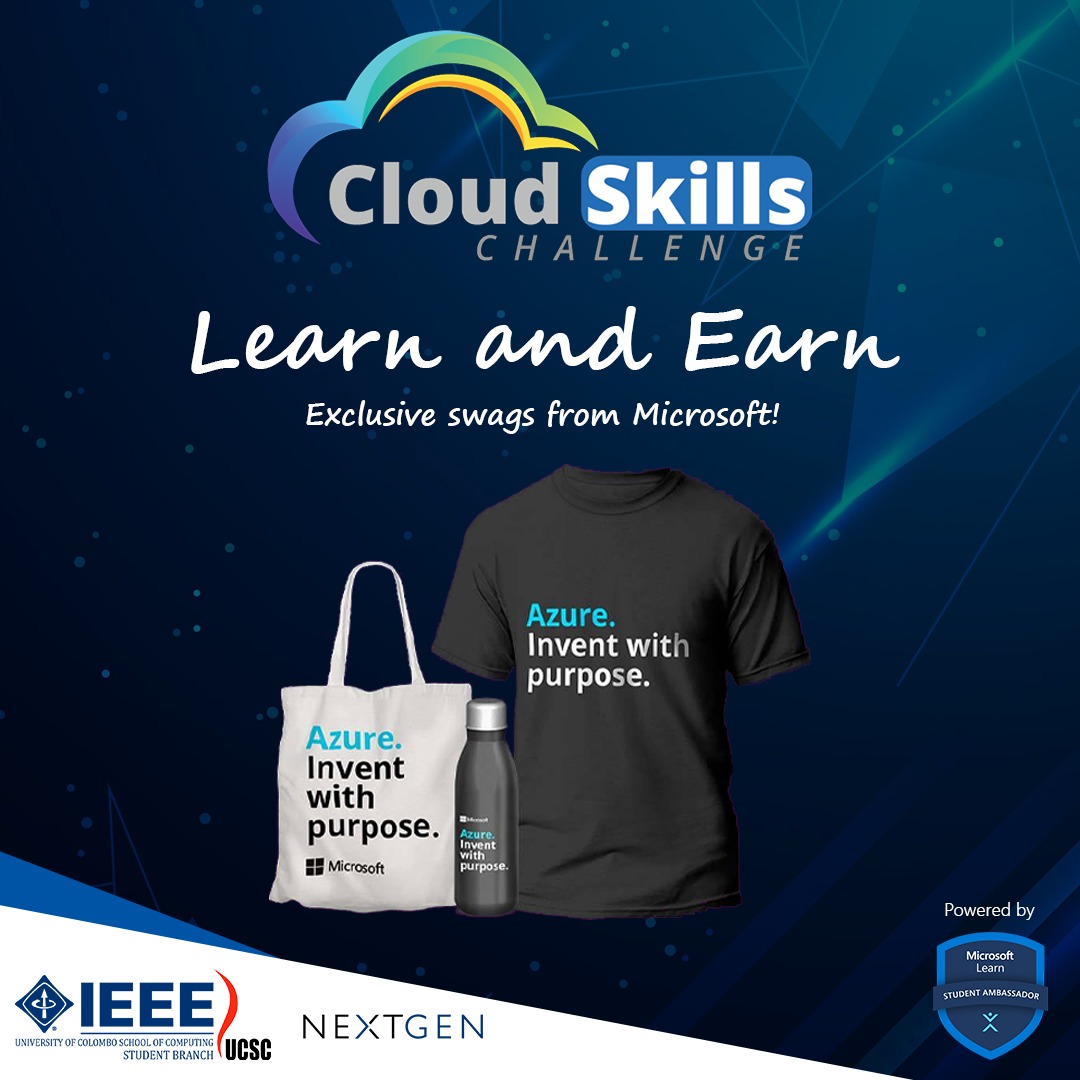 Cloud Skills
CHALLENGE
Learn and Earn
Exclusive swags from Microsoft!
Azure.
Invent with
purpose.
Azure.
Invent
with
purpose.
Microsoft
Microsoft
Azure.
Invent
with
purpose.
Powered by
Microsoft
Learn
STUDENT AMBASSADOR
IEEE
UNIVERSITY OF COLOMBO SCHOOL OF COMPUTING
STUDENT BRANCH
UCSC
NEXTGEN